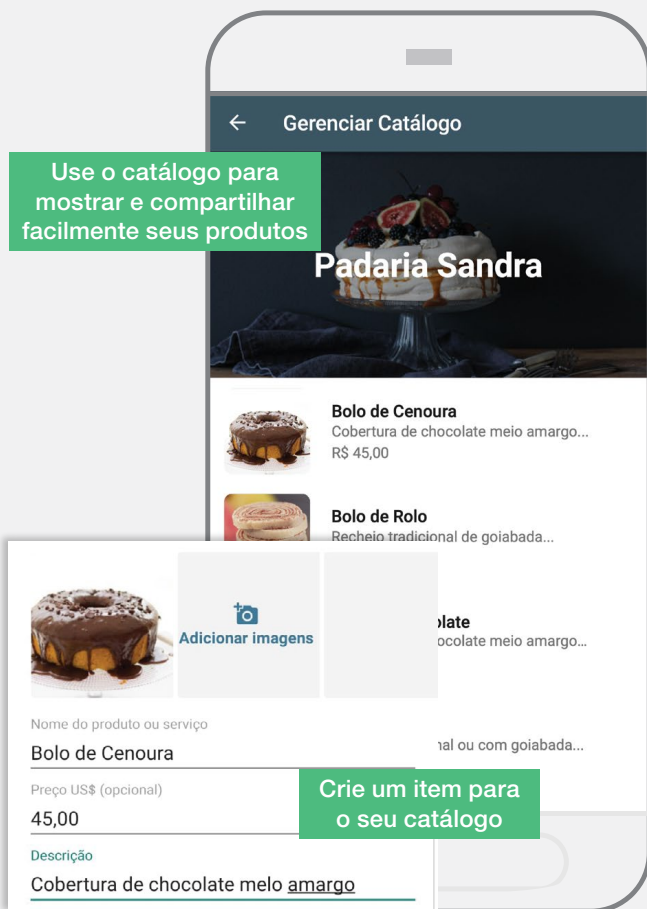 Gerenciar Catálogo
Use o catálogo para
mostrar e compartilhar
facilmente seus produtos
Padaria Sandra
Bolo de Cenoura
Cobertura de chocolate meio amargo...
R$ 45,00
Bolo de Rolo
Recheio tradicional de goiabada...
olate
ocolate meio amargo...
nal ou com goiabada...
Adicionar imagens
Nome do produto ou serviço
Bolo de Cenoura
Preço US$ (opcional)
45,00
Crie um item para
o seu catálogo
Descrição
Cobertura de chocolate melo amargo